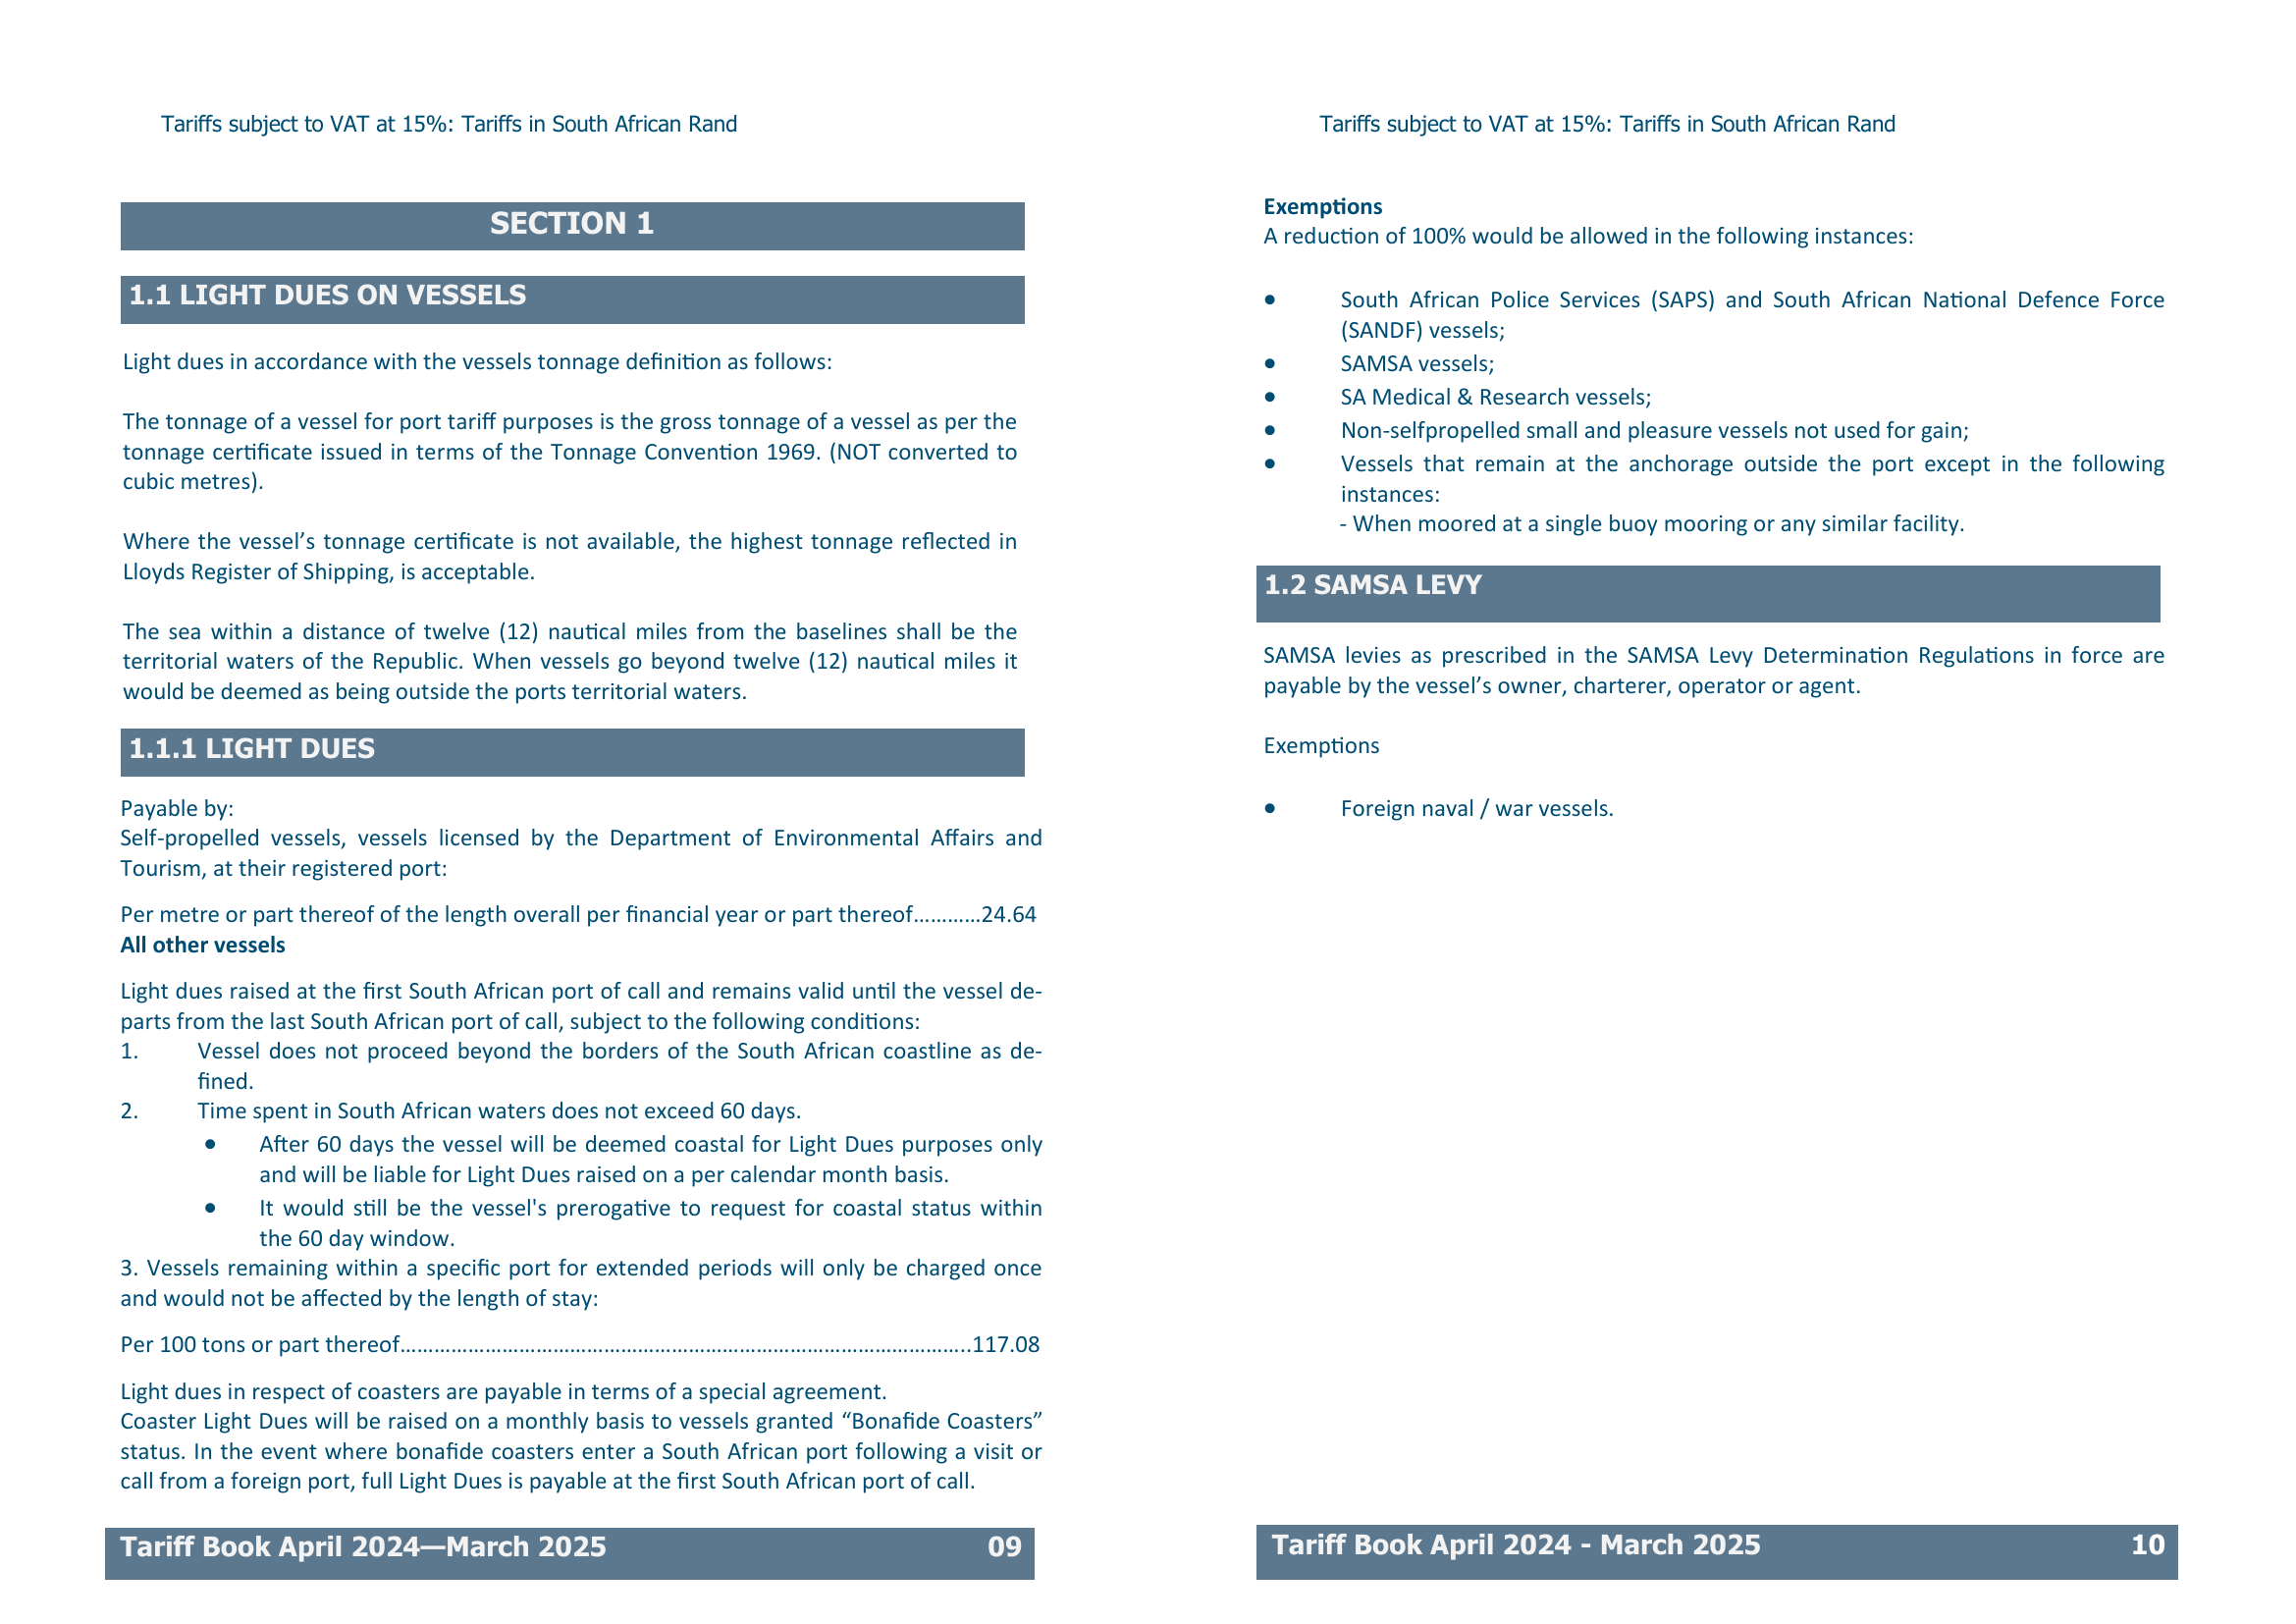 Tariffs subject to VAT at 15%: Tariffs in South African Rand
SECTION 1
1.1 LIGHT DUES ON VESSELS
Light dues in accordance with the vessels tonnage definition as follows:
The tonnage of a vessel for port tariff purposes is the gross tonnage of a vessel as per the
tonnage certificate issued in terms of the Tonnage Convention 1969. (NOT converted to
cubic metres).
Where the vessel’s tonnage certificate is not available, the highest tonnage reflected in
Lloyds Register of Shipping, is acceptable.
The sea within a distance of twelve (12) nautical miles from the baselines shall be the
territorial waters of the Republic. When vessels go beyond twelve (12) nautical miles it
would be deemed as being outside the ports territorial waters.
1.1.1 LIGHT DUES
Payable by:
Self-propelled vessels, vessels licensed by the Department of Environmental Affairs and
Tourism, at their registered port:
Per metre or part thereof of the length overall per financial year or part thereof…………24.64
All other vessels
Light dues raised at the first South African port of call and remains valid until the vessel de-
parts from the last South African port of call, subject to the following conditions:
1. Vessel does not proceed beyond the borders of the South African coastline as de-
fined.
2. Time spent in South African waters does not exceed 60 days.
• After 60 days the vessel will be deemed coastal for Light Dues purposes only
and will be liable for Light Dues raised on a per calendar month basis.
• It would still be the vessel's prerogative to request for coastal status within
the 60 day window.
3. Vessels remaining within a specific port for extended periods will only be charged once
and would not be affected by the length of stay:
Per 100 tons or part thereof…………………………………………………………………………………………..117.08
Light dues in respect of coasters are payable in terms of a special agreement.
Coaster Light Dues will be raised on a monthly basis to vessels granted “Bonafide Coasters”
status. In the event where bonafide coasters enter a South African port following a visit or
call from a foreign port, full Light Dues is payable at the first South African port of call.
Tariff Book April 2024—March 2025 09
Tariffs subject to VAT at 15%: Tariffs in South African Rand
Exemptions
A reduction of 100% would be allowed in the following instances:
• South African Police Services (SAPS) and South African National Defence Force
(SANDF) vessels;
• SAMSA vessels;
• SA Medical & Research vessels;
• Non-selfpropelled small and pleasure vessels not used for gain;
• Vessels that remain at the anchorage outside the port except in the following
instances:
- When moored at a single buoy mooring or any similar facility.
1.2 SAMSA LEVY
SAMSA levies as prescribed in the SAMSA Levy Determination Regulations in force are
payable by the vessel’s owner, charterer, operator or agent.
Exemptions
• Foreign naval / war vessels.
Tariff Book April 2024 - March 2025 10